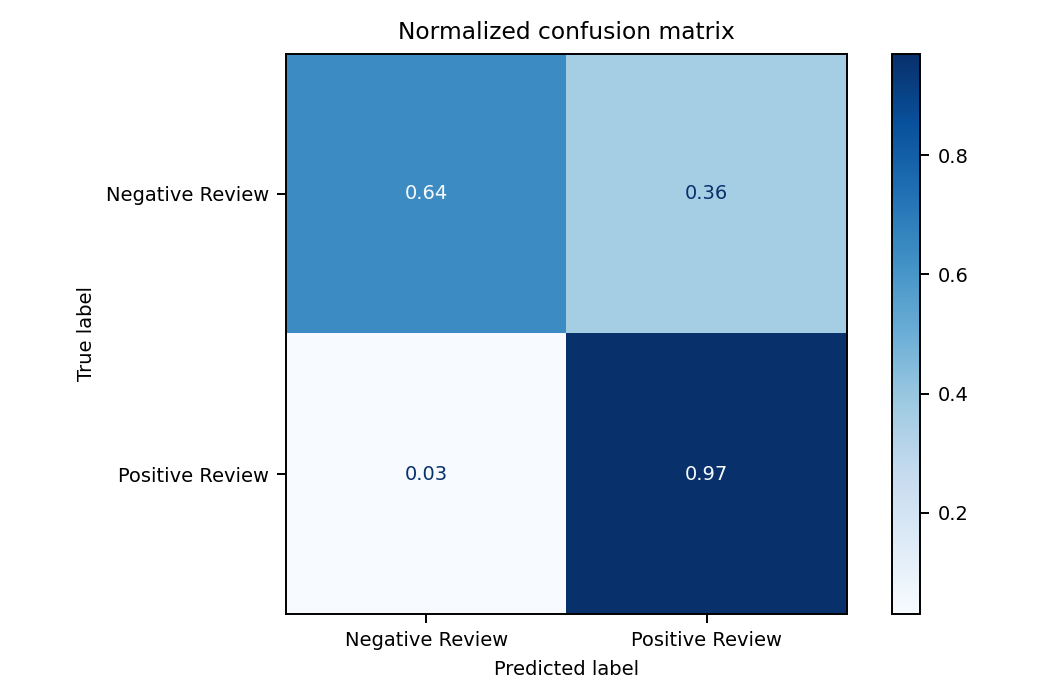 Normalized confusion matrix
Negative Review
0.64
0.36
0.8
0.6
True label
0.4
Positive Review
0.03
0.97
0.2
Negative Review
Positive Review
Predicted label